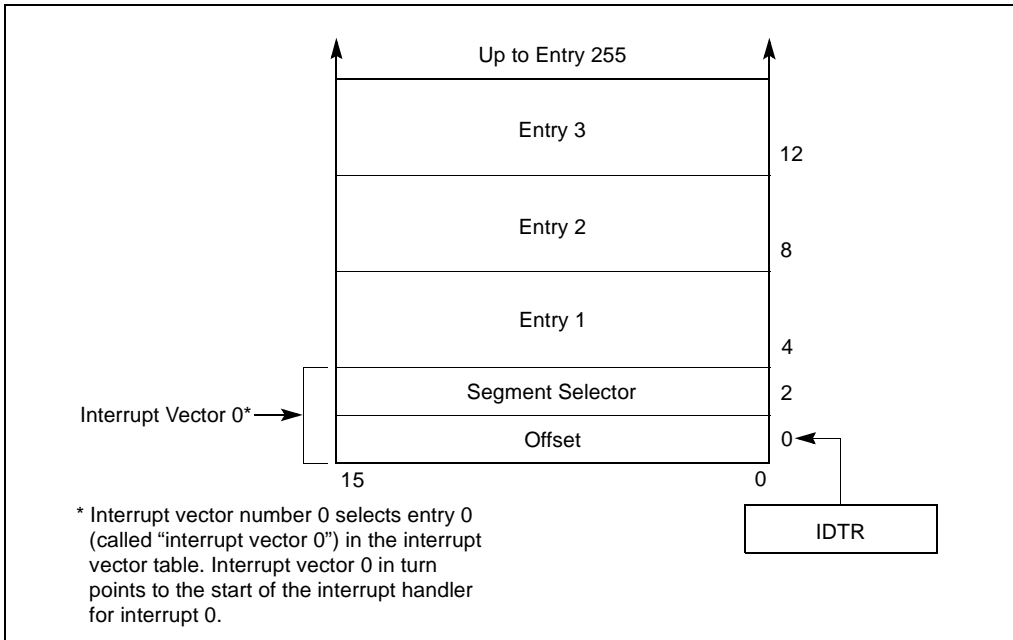 Up to Entry 255
Entry 3
12
Entry 2
8
Entry 1
4
Segment Selector
2
Interrupt Vector 0*
Offset
0
15
0
* Interrupt vector number 0 selects entry 0
(called “interrupt vector 0”) in the interrupt
vector table. Interrupt vector 0 in turn
points to the start of the interrupt handler
for interrupt 0.
IDTR